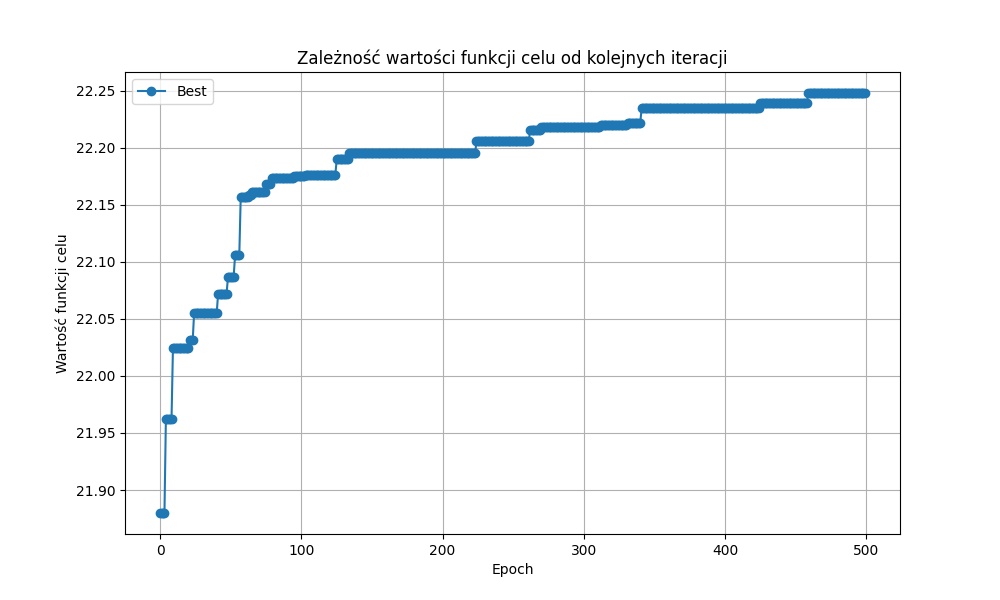 Zależność wartości funkcji celu od kolejnych iteracji
Best
Wartość funkcji celu
22.25
22.20
22.15
22.10
22.05
22.00
21.95
21.90
0 100 200 300 400 500
Epoch